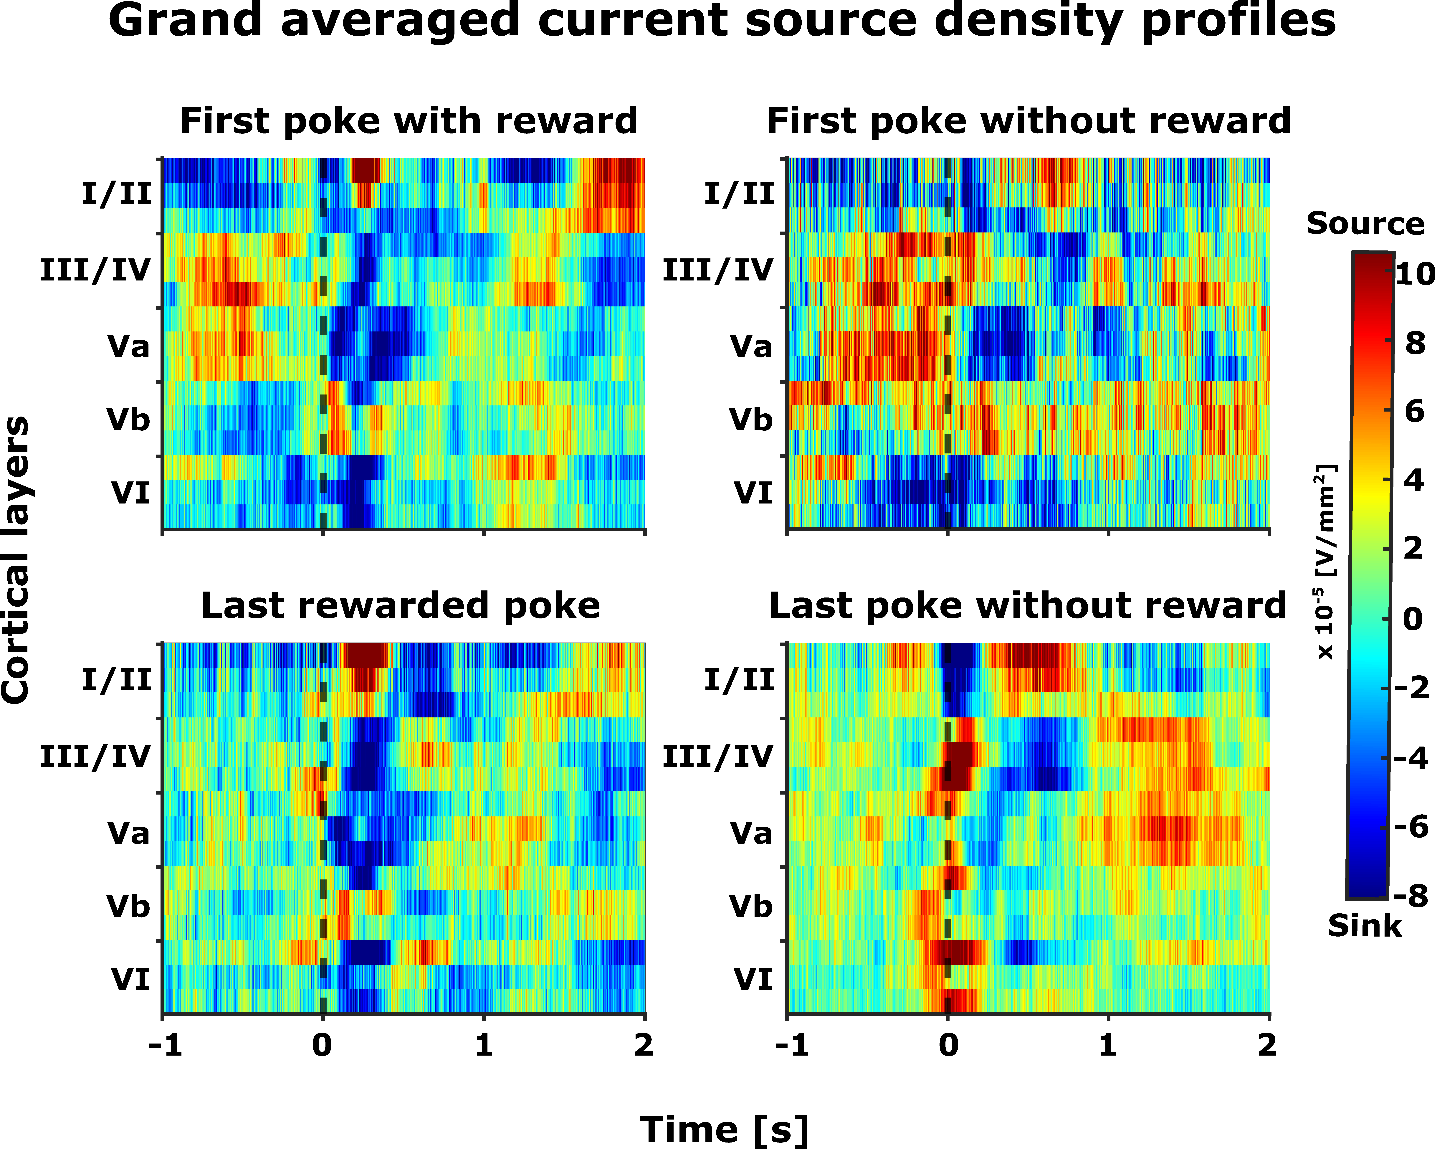 Grand averaged current source density profiles
First poke with reward
First poke without reward
I/II
III/IV
Va
Vb
VI
I/II
III/IV
Va
Vb
VI
Cortical layers
Last rewarded poke
Last poke without reward
I/II
III/IV
Va
Vb
VI
-1
0
1
2
I/II
III/IV
Va
Vb
VI
-1
0
1
2
Time [s]
Source
10
8
6
4
2
0
-2
-4
-6
-8
Sink
x 10⁻⁵ [V/mm²]